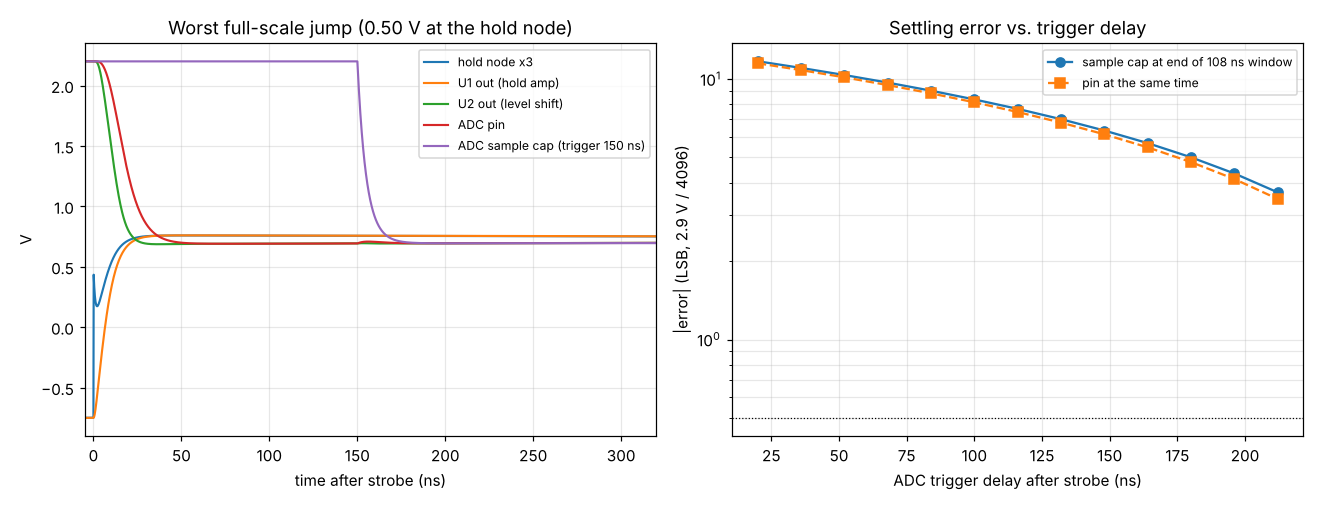 Worst full-scale jump (0.50 V at the hold node)
hold node x3
U1 out (hold amp)
U2 out (level shift)
ADC pin
ADC sample cap (trigger 150 ns)
V
2.0
1.5
1.0
0.5
0.0
−0.5
0 50 100 150 200 250 300
time after strobe (ns)
Settling error vs. trigger delay
sample cap at end of 108 ns window
pin at the same time
|error| (LSB, 2.9 V / 4096)
10¹
10⁰
25 50 75 100 125 150 175 200
ADC trigger delay after strobe (ns)